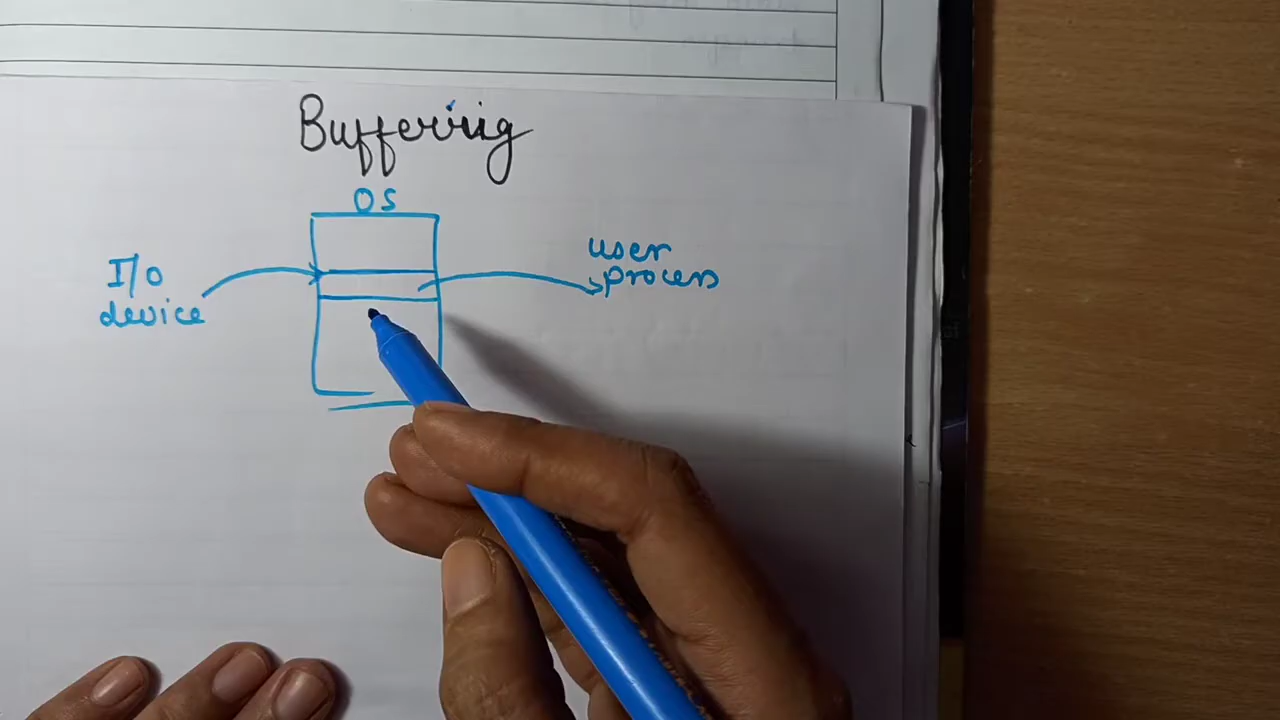 Buffering
OS
I/O
device
user
process